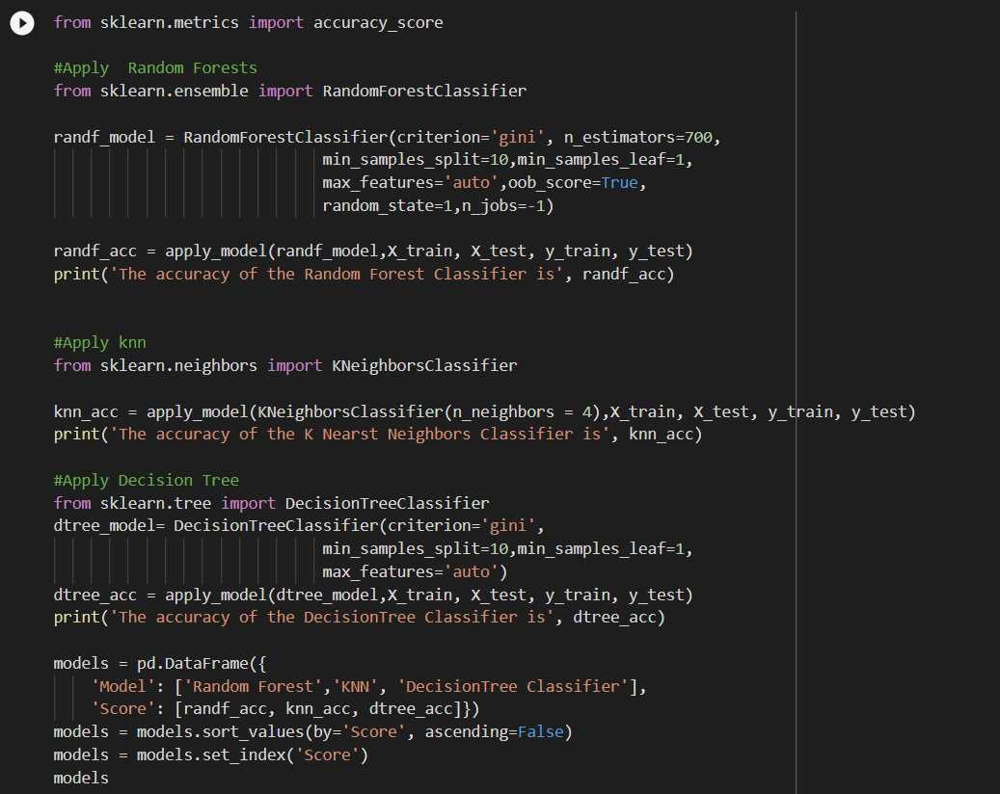 from sklearn.metrics import accuracy_score
#Apply  Random Forests
from sklearn.ensemble import RandomForestClassifier
randf_model = RandomForestClassifier(criterion='gini', n_estimators=700,
min_samples_split=10,min_samples_leaf=1,
max_features='auto',oob_score=True,
random_state=1,n_jobs=-1)
randf_acc = apply_model(randf_model,X_train, X_test, y_train, y_test)
print('The accuracy of the Random Forest Classifier is', randf_acc)
#Apply knn
from sklearn.neighbors import KNeighborsClassifier
knn_acc = apply_model(KNeighborsClassifier(n_neighbors = 4),X_train, X_test, y_train, y_test)
print('The accuracy of the K Nearst Neighbors Classifier is', knn_acc)
#Apply Decision Tree
from sklearn.tree import DecisionTreeClassifier
dtree_model= DecisionTreeClassifier(criterion='gini',
min_samples_split=10,min_samples_leaf=1,
max_features='auto')
dtree_acc = apply_model(dtree_model,X_train, X_test, y_train, y_test)
print('The accuracy of the DecisionTree Classifier is', dtree_acc)
models = pd.DataFrame({
'Model': ['Random Forest','KNN', 'DecisionTree Classifier'],
'Score': [randf_acc, knn_acc, dtree_acc]})
models = models.sort_values(by='Score', ascending=False)
models = models.set_index('Score')
models